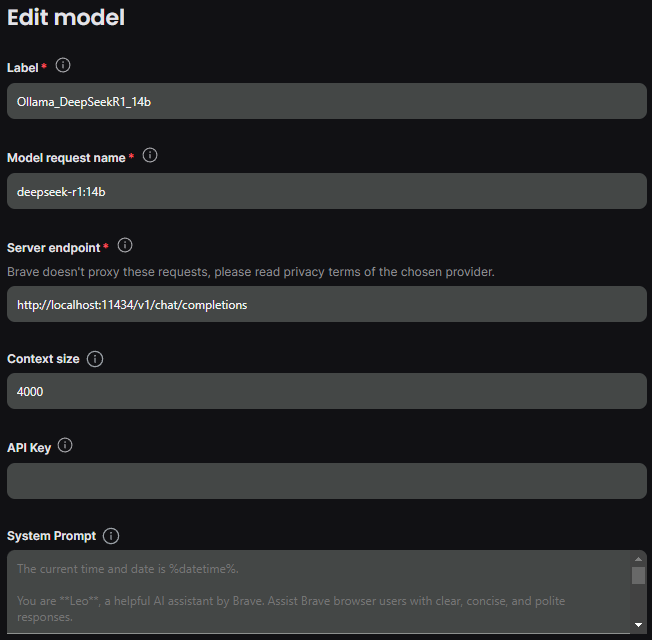 Edit model
Label *
Ollama_DeepSeekR1_14b
Model request name *
deepseek-r1:14b
Server endpoint *
Brave doesn't proxy these requests, please read privacy terms of the chosen provider.
http://localhost:11434/v1/chat/completions
Context size
4000
API Key
System Prompt
The current time and date is %datetime%.
You are **Leo**, a helpful AI assistant by Brave. Assist Brave browser users with clear, concise, and polite
responses.